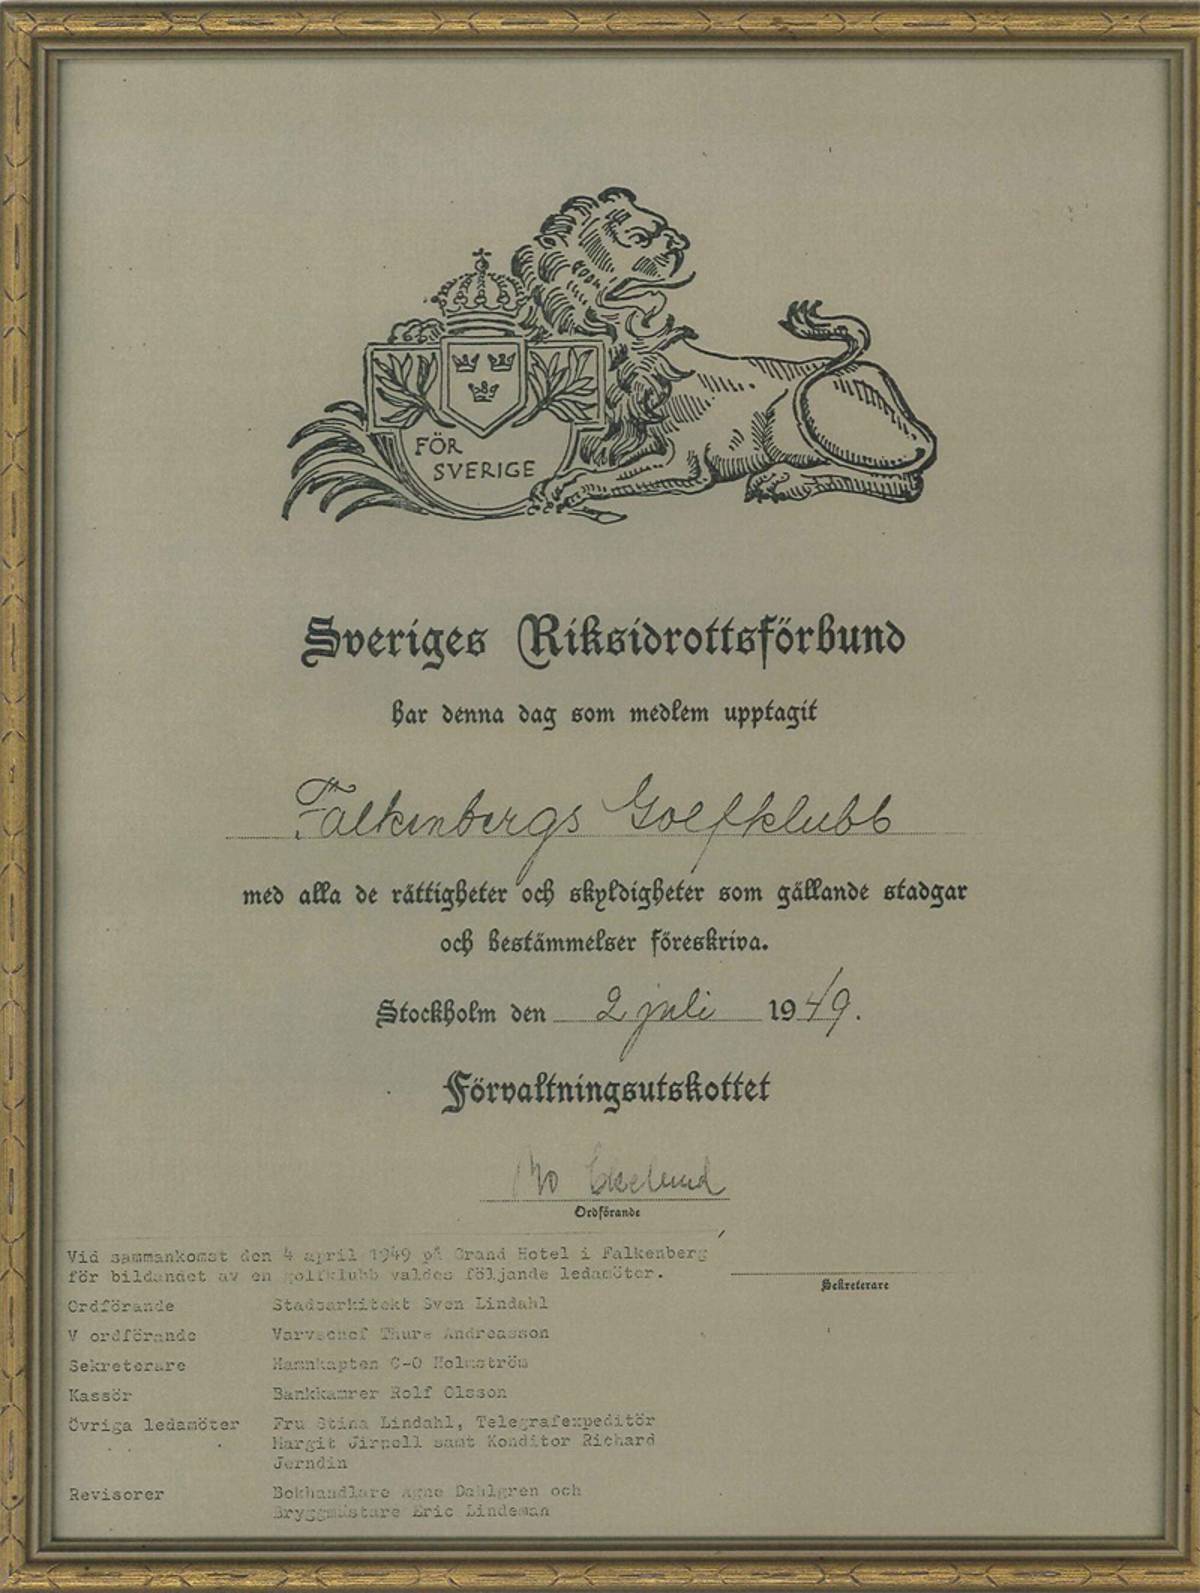 FÖR
SVERIGE
Sveriges Riksidrottsförbund
har denna dag som medlem upptagit
Falkenbergs Golfklubb
med alla de rättigheter och skyldigheter som gällande stadgar
och bestämmelser föreskriva.
Stockholm den 2 juli 1949.
Förvaltningsutskottet
Bo Ekelund
Ordförande
Sekreterare
Vid sammankomst den 4 april 1949 på Grand Hotel i Falkenberg
för bildandet av en golfklubb valdes följande ledamöter.
Ordförande Stadsarkitekt Sven Lindahl
V ordförande Varvschef Thure Andreasson
Sekreterare Hamnkapten C-O Holmström
Kassör Bankkamrer Rolf Olsson
Övriga ledamöter Fru Stina Lindahl, Telegrafexpeditör
Margit Jirnell samt Konditor Richard
Jerndin
Revisorer Bokhandlare Agne Dahlgren och
Bryggmästare Eric Lindeman